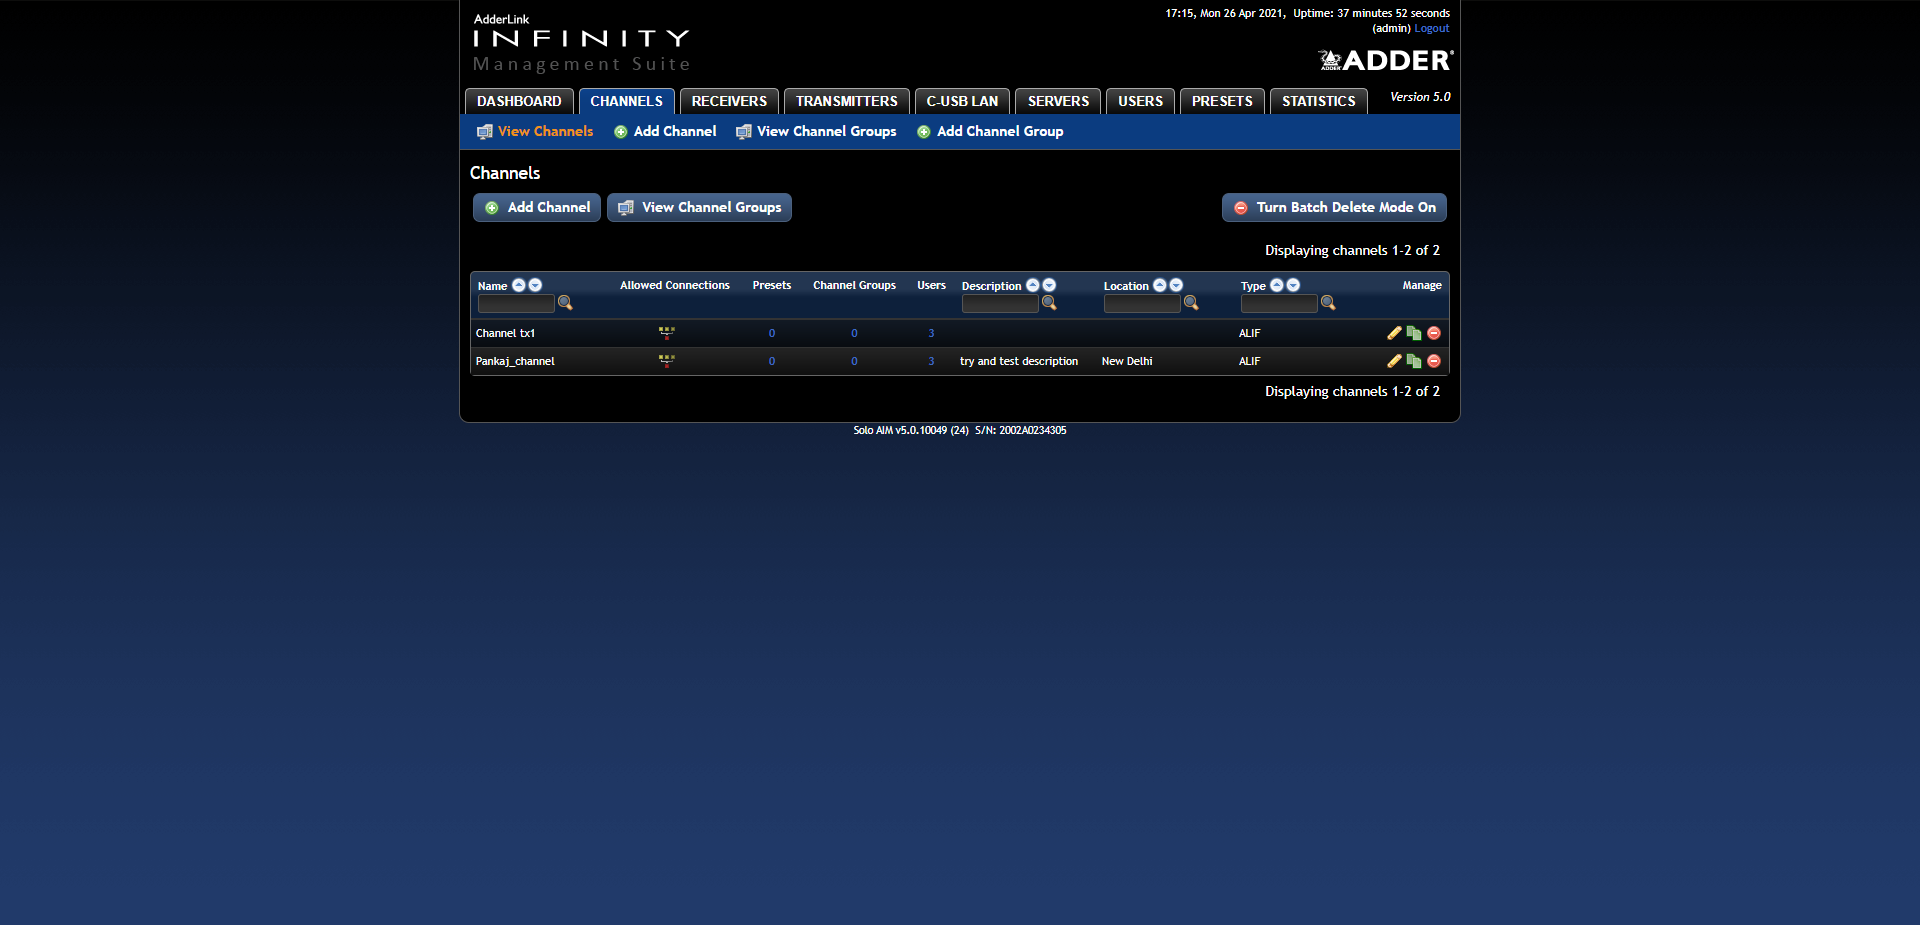 AdderLink
INFINITY
Management Suite
17:15, Mon 26 Apr 2021, Uptime: 37 minutes 52 seconds
(admin) Logout
ADDER
DASHBOARD CHANNELS RECEIVERS TRANSMITTERS C-USB LAN SERVERS USERS PRESETS STATISTICS Version 5.0
View Channels Add Channel View Channel Groups Add Channel Group
Channels
Add Channel View Channel Groups Turn Batch Delete Mode On
Displaying channels 1-2 of 2
Name Allowed Connections Presets Channel Groups Users Description Location Type Manage
Channel tx1 0 0 3 ALIF
Pankaj_channel 0 0 3 try and test description New Delhi ALIF
Displaying channels 1-2 of 2
Solo AIM v5.0.10049 (24) S/N: 2002A0234305